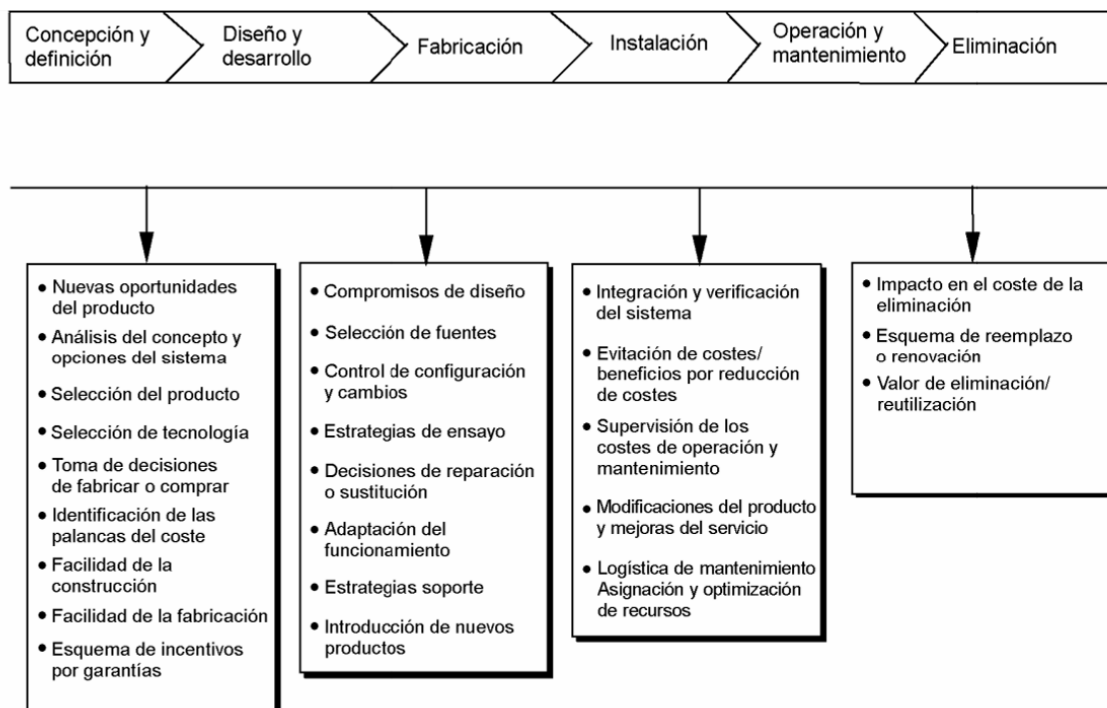 Concepción y
definición
Diseño y
desarrollo
Fabricación
Instalación
Operación y
mantenimiento
Eliminación
• Nuevas oportunidades
del producto
• Análisis del concepto y
opciones del sistema
• Selección del producto
• Selección de tecnología
• Toma de decisiones
de fabricar o comprar
• Identificación de las
palancas del coste
• Facilidad de la
construcción
• Facilidad de la fabricación
• Esquema de incentivos
por garantías
• Compromisos de diseño
• Selección de fuentes
• Control de configuración
y cambios
• Estrategias de ensayo
• Decisiones de reparación
o sustitución
• Adaptación del
funcionamiento
• Estrategias soporte
• Introducción de nuevos
productos
• Integración y verificación
del sistema
• Evitación de costes/
beneficios por reducción
de costes
• Supervisión de los
costes de operación y
mantenimiento
• Modificaciones del producto
y mejoras del servicio
• Logística de mantenimiento
Asignación y optimización
de recursos
• Impacto en el coste de la
eliminación
• Esquema de reemplazo
o renovación
• Valor de eliminación/
reutilización